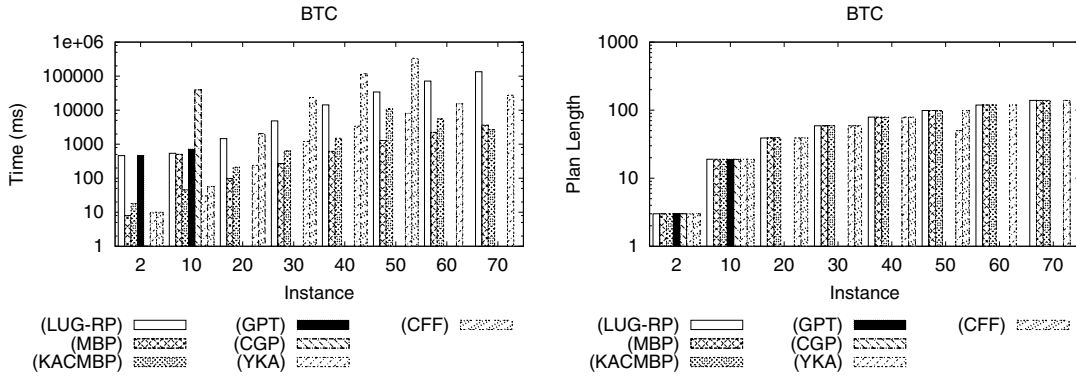 BTC
1e+06
100000
10000
1000
100
10
1
Time (ms)
2 10 20 30 40 50 60 70
Instance
(LUG-RP) (GPT) (CFF)
(MBP) (CGP)
(KACMBP) (YKA)
BTC
1000
100
10
1
Plan Length
2 10 20 30 40 50 60 70
Instance
(LUG-RP) (GPT) (CFF)
(MBP) (CGP)
(KACMBP) (YKA)